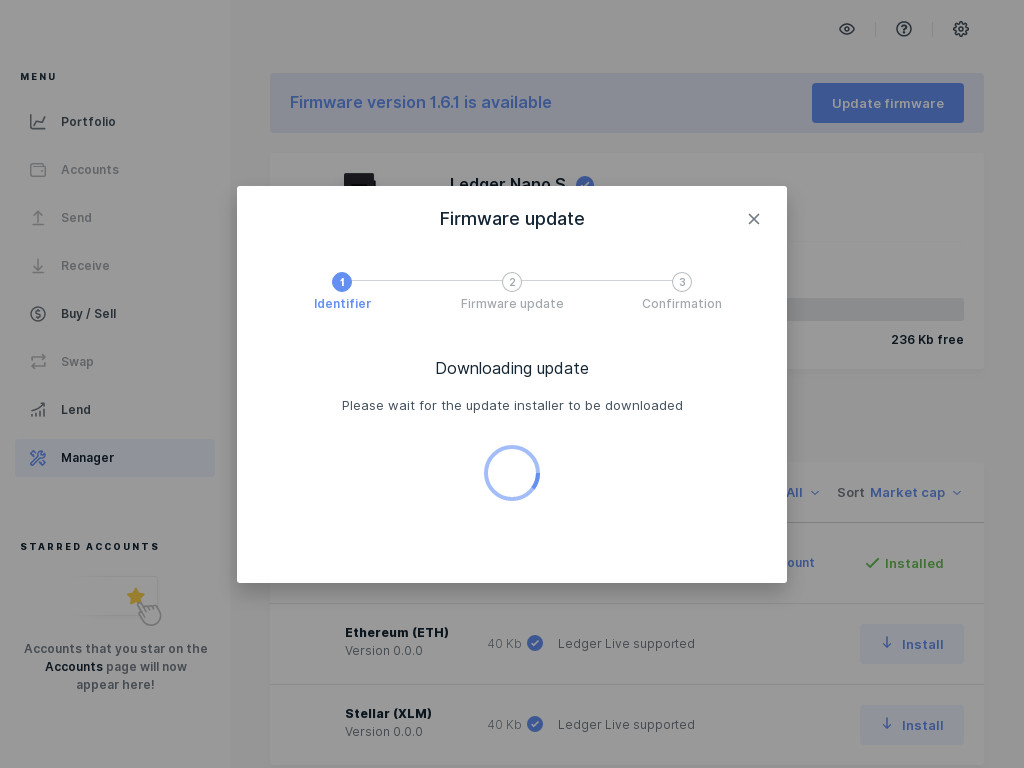 MENU
Portfolio
Accounts
Send
Receive
Buy / Sell
Swap
Lend
Manager
STARRED ACCOUNTS
Accounts that you star on the
Accounts page will now
appear here!
Firmware version 1.6.1 is available
Update firmware
Ledger Nano S
236 Kb free
Firmware update
1
2
3
Identifier
Firmware update
Confirmation
Downloading update
Please wait for the update installer to be downloaded
All
Sort Market cap
Installed
Ethereum (ETH)
Version 0.0.0
40 Kb
Ledger Live supported
Install
Stellar (XLM)
Version 0.0.0
40 Kb
Ledger Live supported
Install